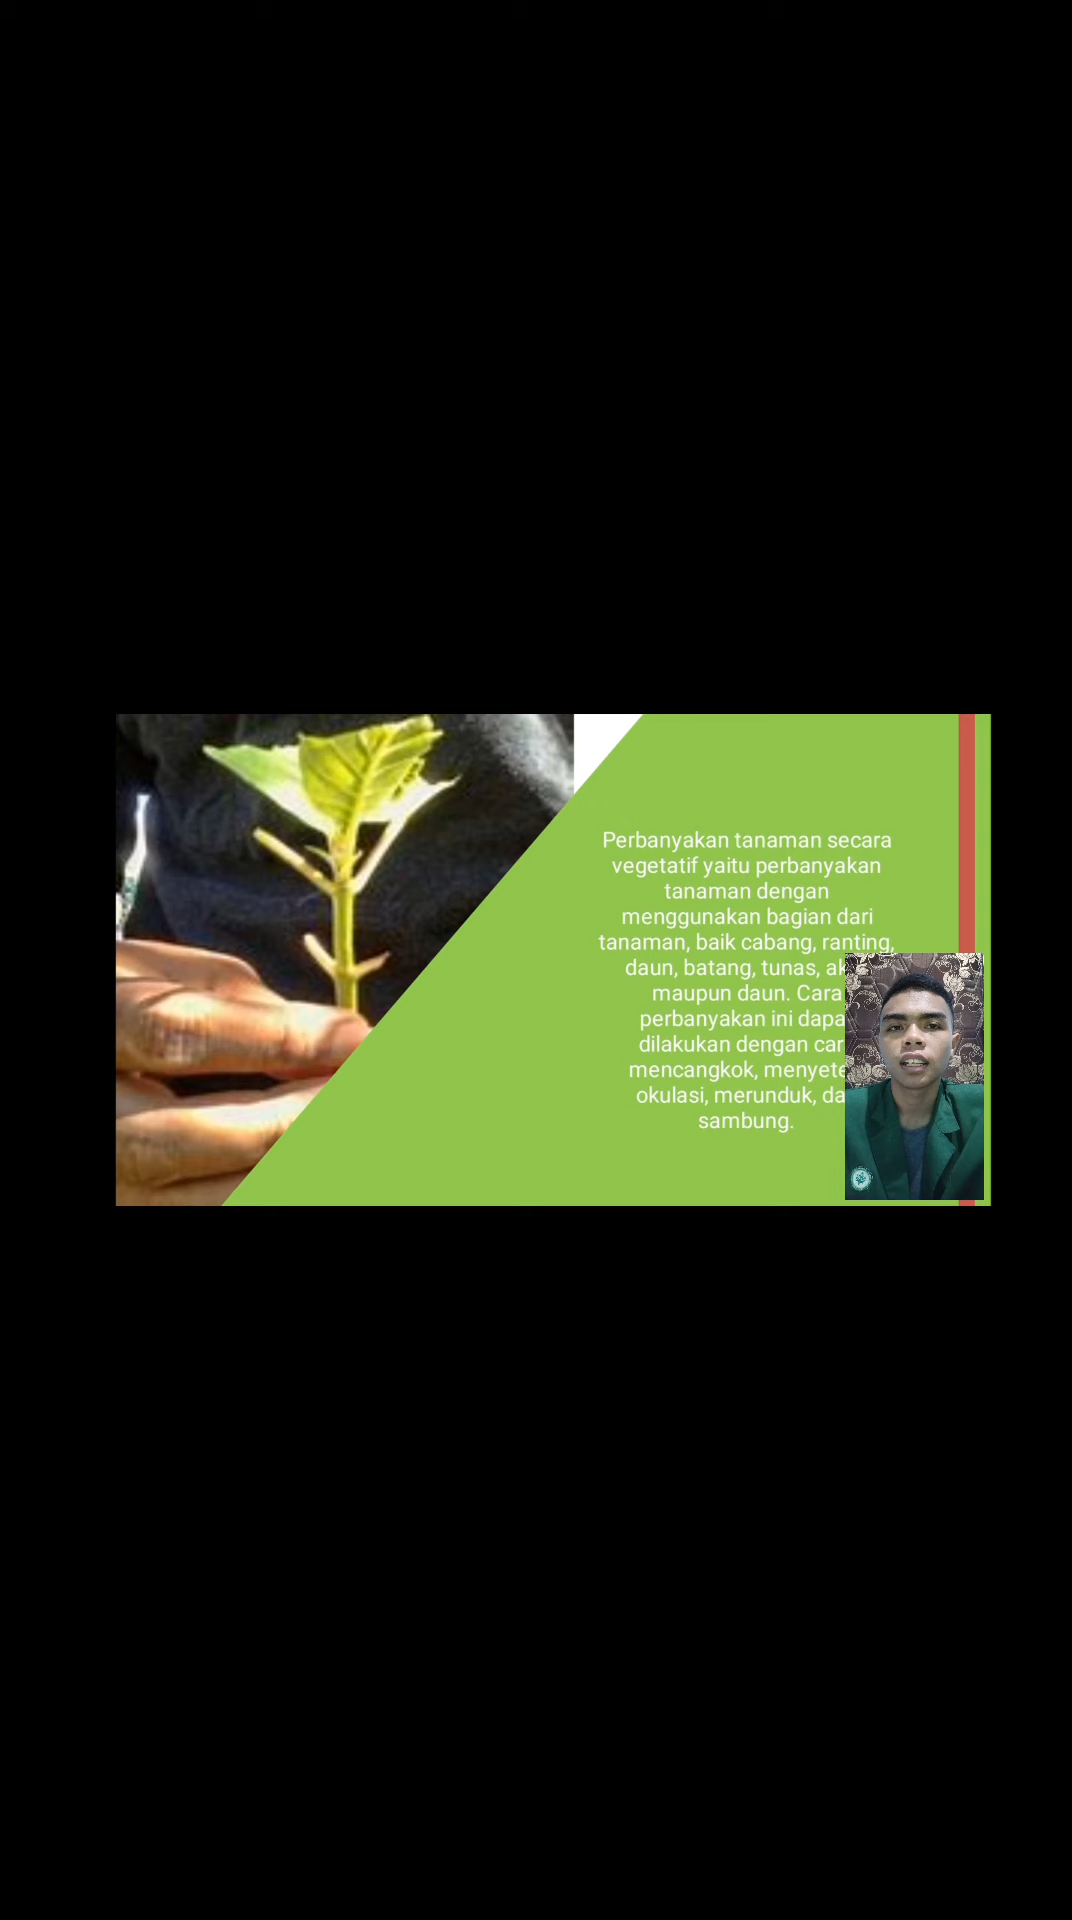 Perbanyakan tanaman secara
vegetatif yaitu perbanyakan
tanaman dengan
menggunakan bagian dari
tanaman, baik cabang, ranting,
daun, batang, tunas,
maupun daun. Cara
perbanyakan ini
dilakukan dengan
mencangkok,
okulasi, merunduk,
sambung.